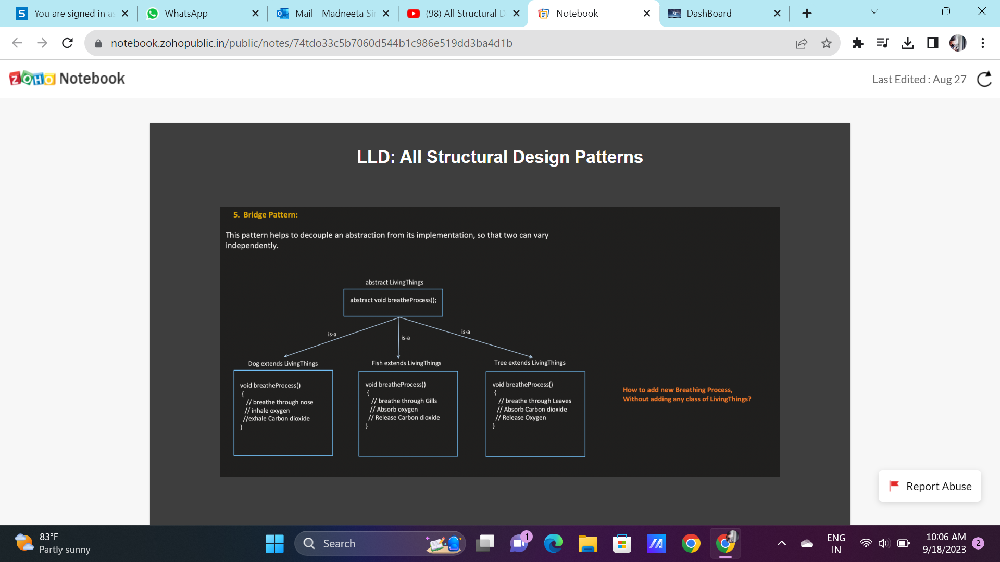 You are signed in as
WhatsApp
Mail - Madneeta Si
(98) All Structural D
Notebook
DashBoard
notebook.zohopublic.in/public/notes/74tdo33c5b7060d544b1c986e519dd3ba4d1b
ZOHO Notebook
Last Edited : Aug 27
LLD: All Structural Design Patterns
5. Bridge Pattern:
This pattern helps to decouple an abstraction from its implementation, so that two can vary
independently.
abstract LivingThings
abstract void breatheProcess();
is-a
is-a
is-a
Dog extends LivingThings
void breatheProcess()
{
// breathe through nose
// inhale oxygen
//exhale Carbon dioxide
}
Fish extends LivingThings
void breatheProcess()
{
// breathe through Gills
// Absorb oxygen
// Release Carbon dioxide
}
Tree extends LivingThings
void breatheProcess()
{
// breathe through Leaves
// Absorb Carbon dioxide
// Release Oxygen
}
How to add new Breathing Process,
Without adding any class of LivingThings?
Report Abuse
83°F
Partly sunny
Search
1
ENG
IN
10:06 AM
9/18/2023
2